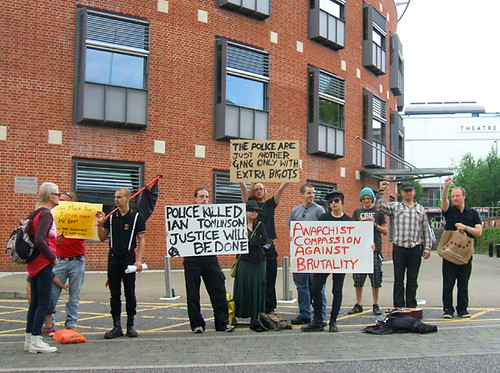 THEATRE
THE POLICE ARE
JUST ANOTHER
GANG ONLY WITH
EXTRA BIGOTS
POLICE KILLED
IAN TOMLINSON
JUSTICE WILL
BE DONE
ANARCHIST
COMPASSION
AGAINST
BRUTALITY